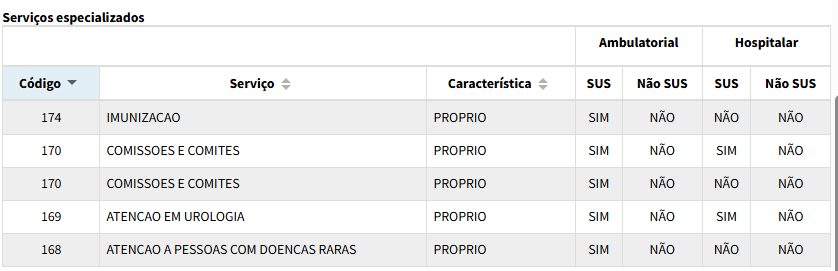 Serviços especializados
Ambulatorial Hospitalar
Código Serviço Característica SUS Não SUS SUS Não SUS
174 IMUNIZACAO PROPRIO SIM NÃO NÃO NÃO
170 COMISSOES E COMITES PROPRIO SIM NÃO SIM NÃO
170 COMISSOES E COMITES PROPRIO SIM NÃO NÃO NÃO
169 ATENCAO EM UROLOGIA PROPRIO SIM NÃO SIM NÃO
168 ATENCAO A PESSOAS COM DOENCAS RARAS PROPRIO SIM NÃO NÃO NÃO